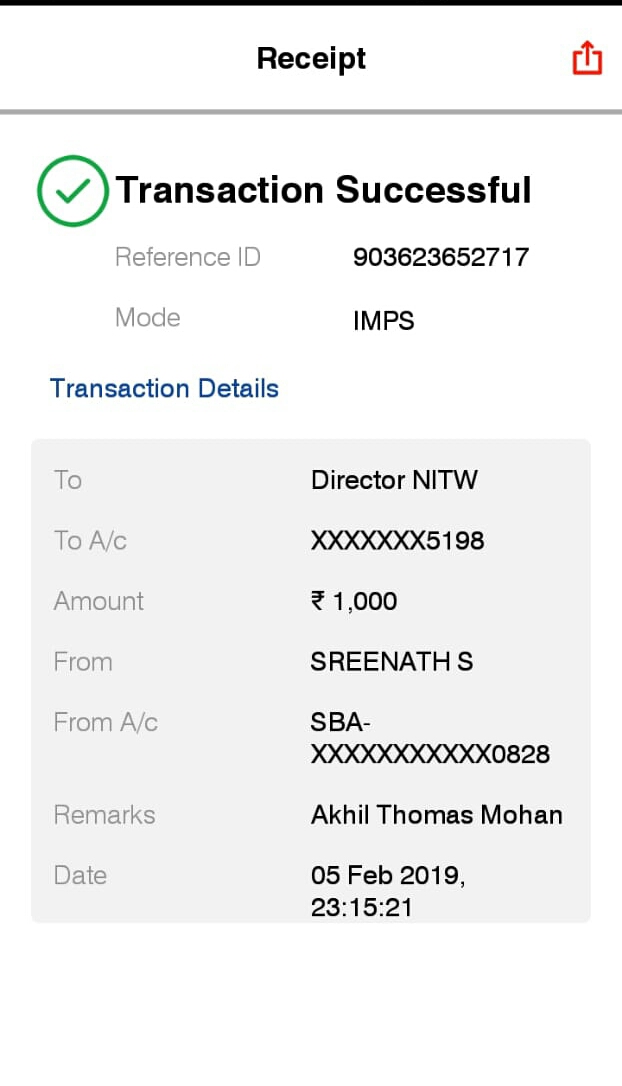 Receipt
Transaction Successful
Reference ID 903623652717
Mode IMPS
Transaction Details
To Director NITW
To A/c XXXXXXX5198
Amount ₹ 1,000
From SREENATH S
From A/c SBA-
XXXXXXXXXXX0828
Remarks Akhil Thomas Mohan
Date 05 Feb 2019,
23:15:21